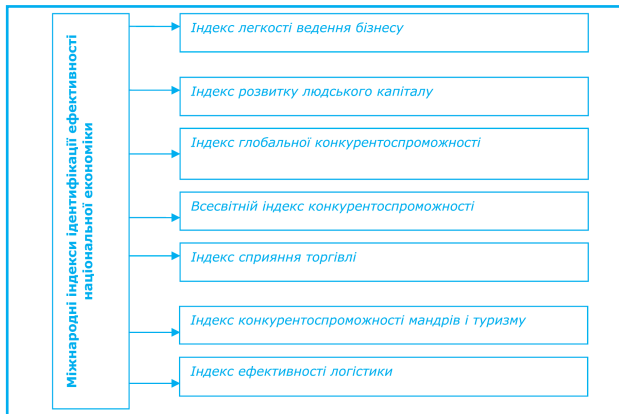 Міжнародні індекси ідентифікації ефективності
національної економіки
Індекс легкості ведення бізнесу
Індекс розвитку людського капіталу
Індекс глобальної конкурентоспроможності
Всесвітній індекс конкурентоспроможності
Індекс сприяння торгівлі
Індекс конкурентоспроможності мандрів і туризму
Індекс ефективності логістики